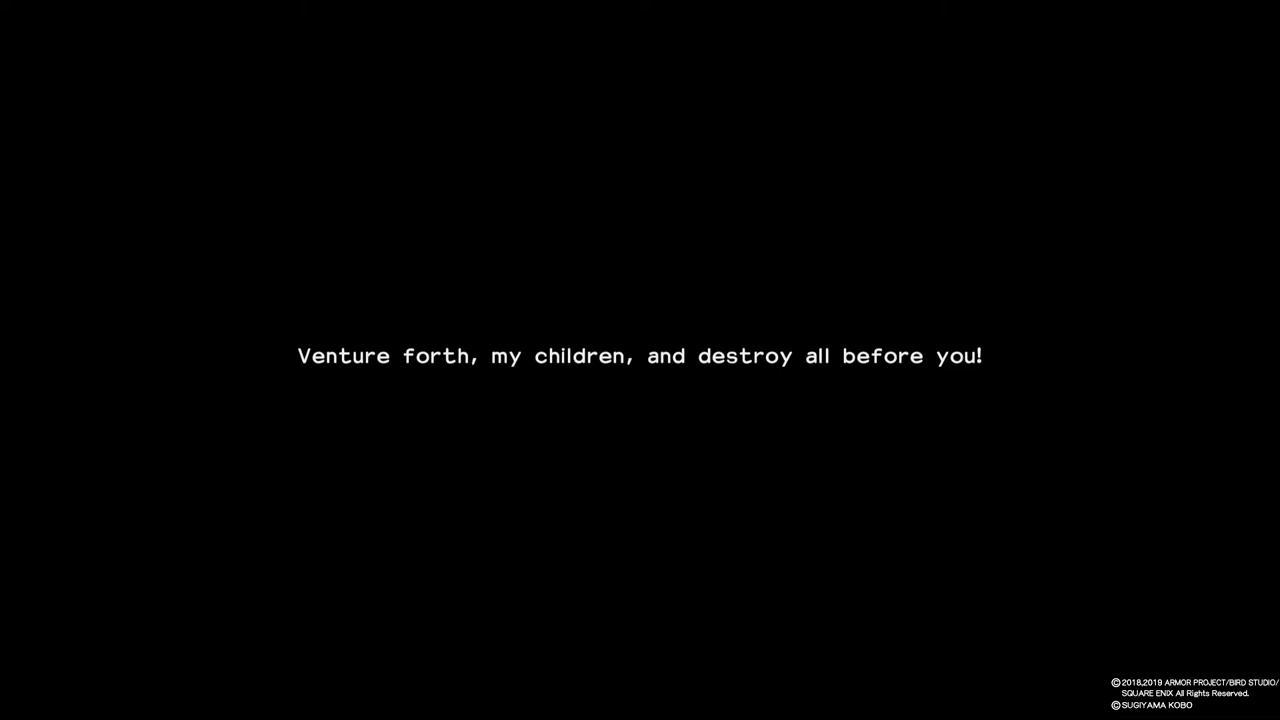 Venture forth, my children, and destroy all before you!
©2018,2019 ARMOR PROJECT/BIRD STUDIO/
SQUARE ENIX All Rights Reserved.
©SUGIYAMA KOBO